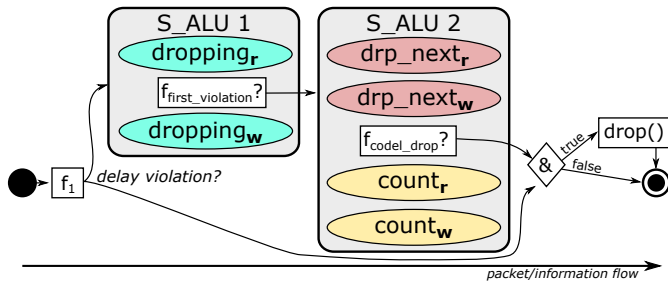 S_ALU 1
dropping_r
f_first_violation?
dropping_w
S_ALU 2
drp_next_r
drp_next_w
f_codel_drop?
count_r
count_w
f_1
delay violation?
&
true
false
drop()
packet/information flow